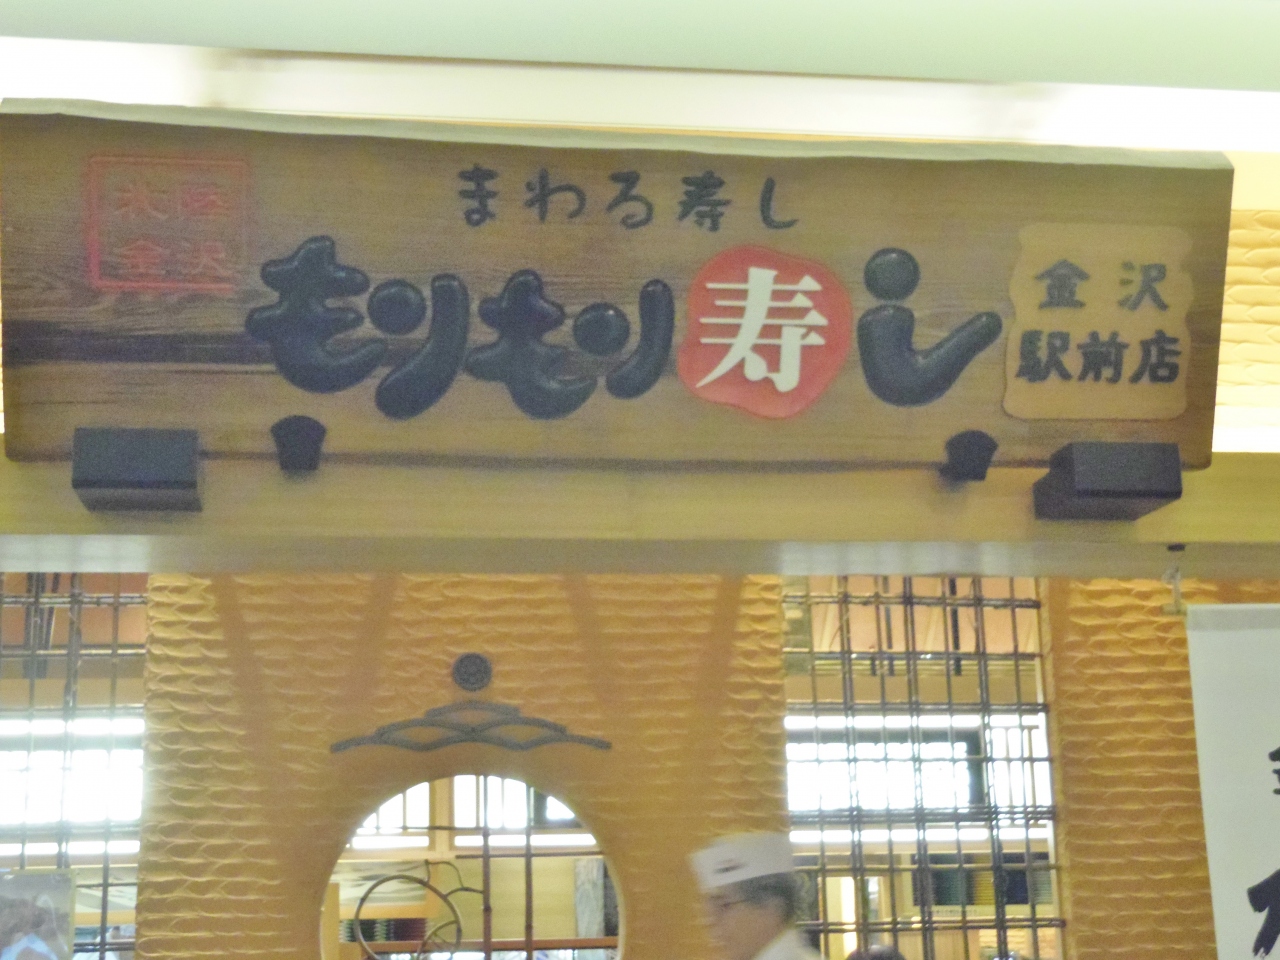 北陸
金沢
まわる寿し
もりもり寿し
金沢
駅前店